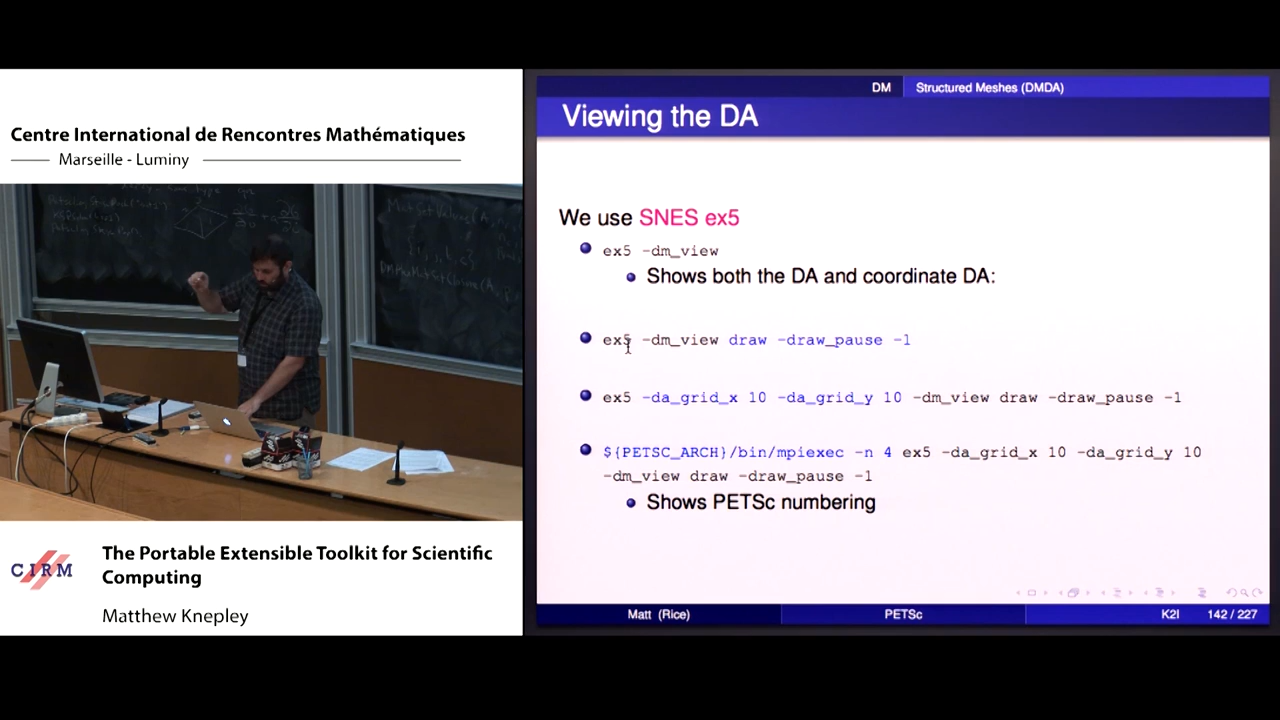 Centre International de Rencontres Mathématiques
Marseille - Luminy
CIRM
The Portable Extensible Toolkit for Scientific
Computing
Matthew Knepley
DM Structured Meshes (DMDA)
Viewing the DA
We use SNES ex5
ex5 -dm_view
Shows both the DA and coordinate DA:
ex5 -dm_view draw -draw_pause -1
ex5 -da_grid_x 10 -da_grid_y 10 -dm_view draw -draw_pause -1
${PETSC_ARCH}/bin/mpiexec -n 4 ex5 -da_grid_x 10 -da_grid_y 10
-dm_view draw -draw_pause -1
Shows PETSc numbering
Matt (Rice) PETSc K2I 142 / 227